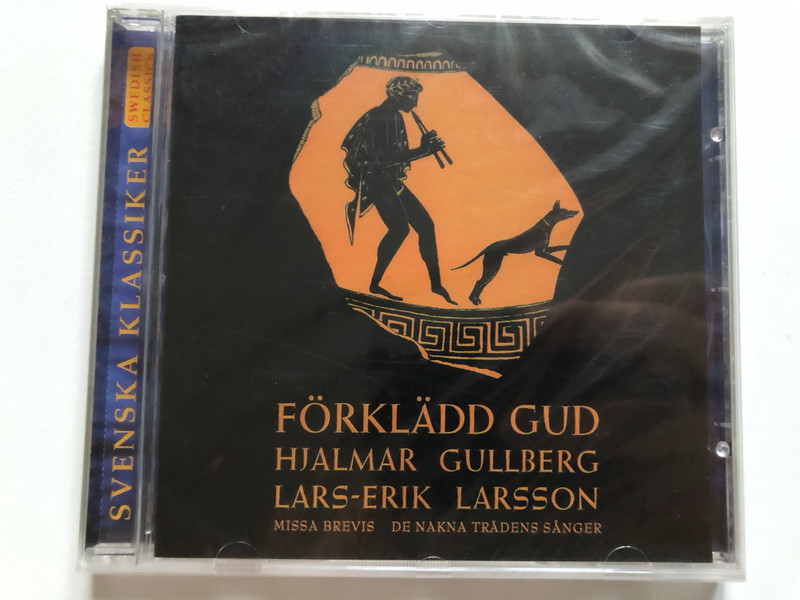 SVENSKA KLASSIKER
SWEDISH
CLASSICS
FÖRKLÄDD GUD
HJALMAR GULLBERG
LARS-ERIK LARSSON
MISSA BREVIS DE NAKNA TRÄDENS SÅNGER